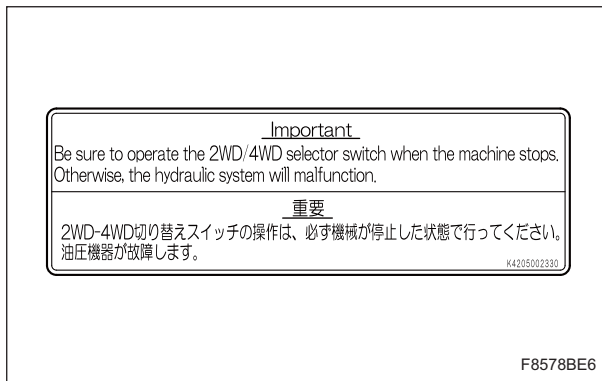 Important
Be sure to operate the 2WD/4WD selector switch when the machine stops.
Otherwise, the hydraulic system will malfunction.
重要
2WD-4WD切り替えスイッチの操作は、必ず機械が停止した状態で行ってください。
油圧機器が故障します。
K4205002330
F8578BE6